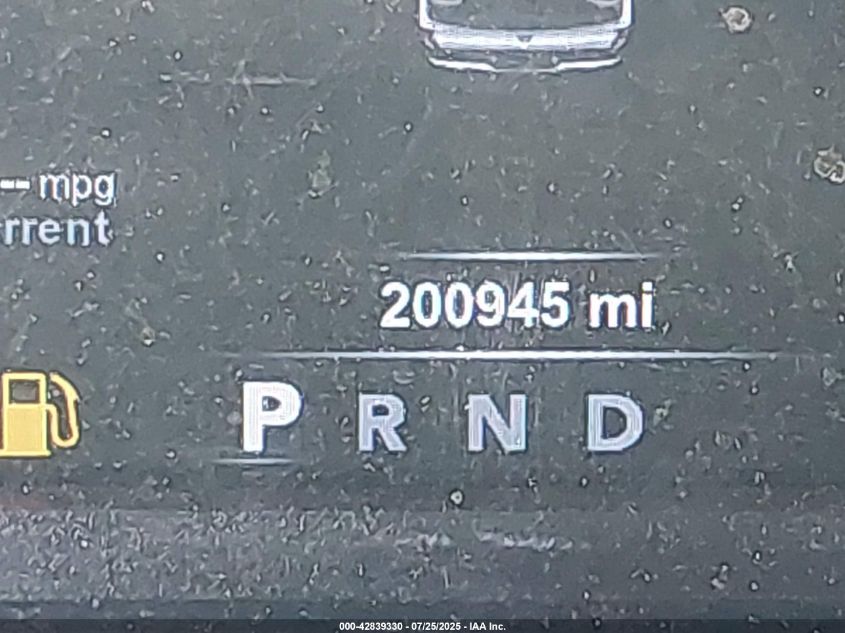 -- mpg
rrent
200945 mi
P R N D
000-42839330 - 07/25/2025 - IAA Inc.